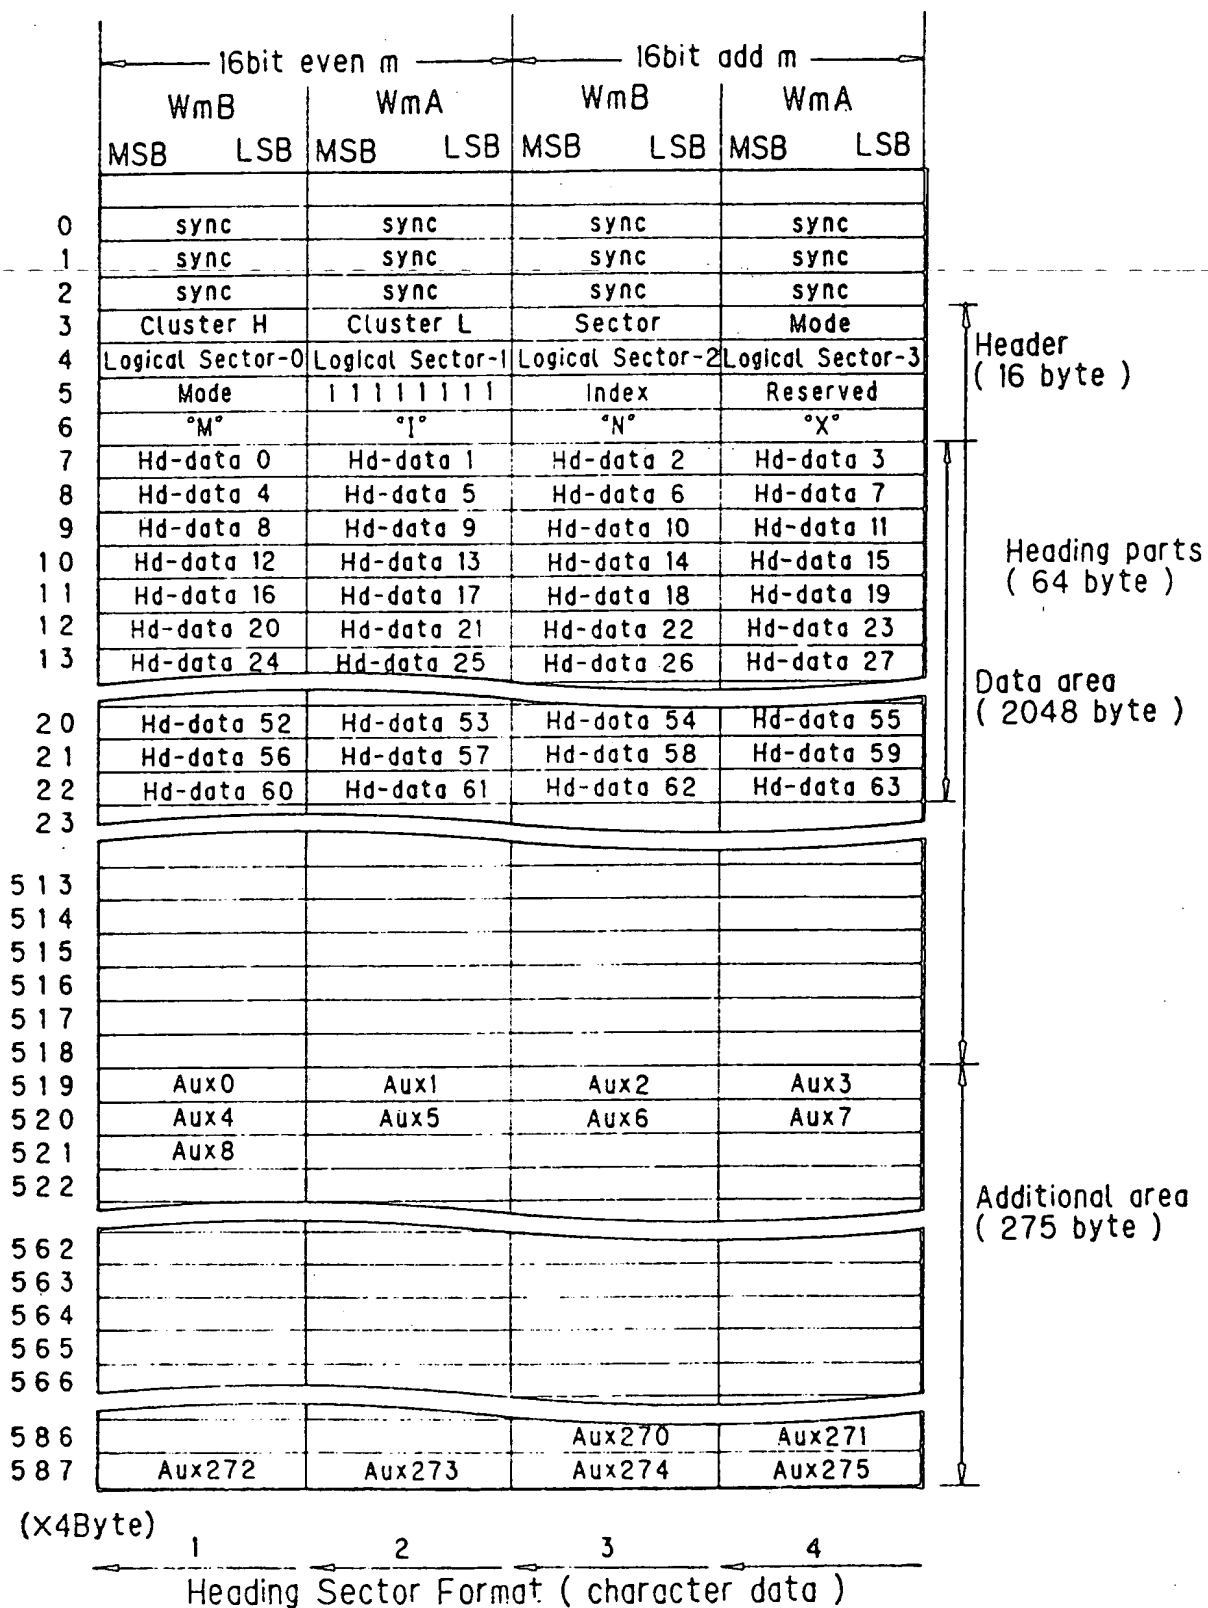 16bit even m 16bit add m
WmB WmA WmB WmA
MSB LSB MSB LSB MSB LSB MSB LSB
0 sync sync sync sync
1 sync sync sync sync
2 sync sync sync sync
3 Cluster H Cluster L Sector Mode
4 Logical Sector-0 Logical Sector-1 Logical Sector-2 Logical Sector-3
Header
( 16 byte )
5 Mode 1 1 1 1 1 1 1 1 Index Reserved
6 "M" "I" "N" "X"
7 Hd-data 0 Hd-data 1 Hd-data 2 Hd-data 3
8 Hd-data 4 Hd-data 5 Hd-data 6 Hd-data 7
9 Hd-data 8 Hd-data 9 Hd-data 10 Hd-data 11
10 Hd-data 12 Hd-data 13 Hd-data 14 Hd-data 15
Heading parts
( 64 byte )
11 Hd-data 16 Hd-data 17 Hd-data 18 Hd-data 19
12 Hd-data 20 Hd-data 21 Hd-data 22 Hd-data 23
13 Hd-data 24 Hd-data 25 Hd-data 26 Hd-data 27
Data area
( 2048 byte )
20 Hd-data 52 Hd-data 53 Hd-data 54 Hd-data 55
21 Hd-data 56 Hd-data 57 Hd-data 58 Hd-data 59
22 Hd-data 60 Hd-data 61 Hd-data 62 Hd-data 63
23
513
514
515
516
517
518
519 Aux0 Aux1 Aux2 Aux3
520 Aux4 Aux5 Aux6 Aux7
521 Aux8
522
Additional area
( 275 byte )
562
563
564
565
566
586 Aux270 Aux271
587 Aux272 Aux273 Aux274 Aux275
(X4Byte)
1 2 3 4
Heading Sector Format ( character data )